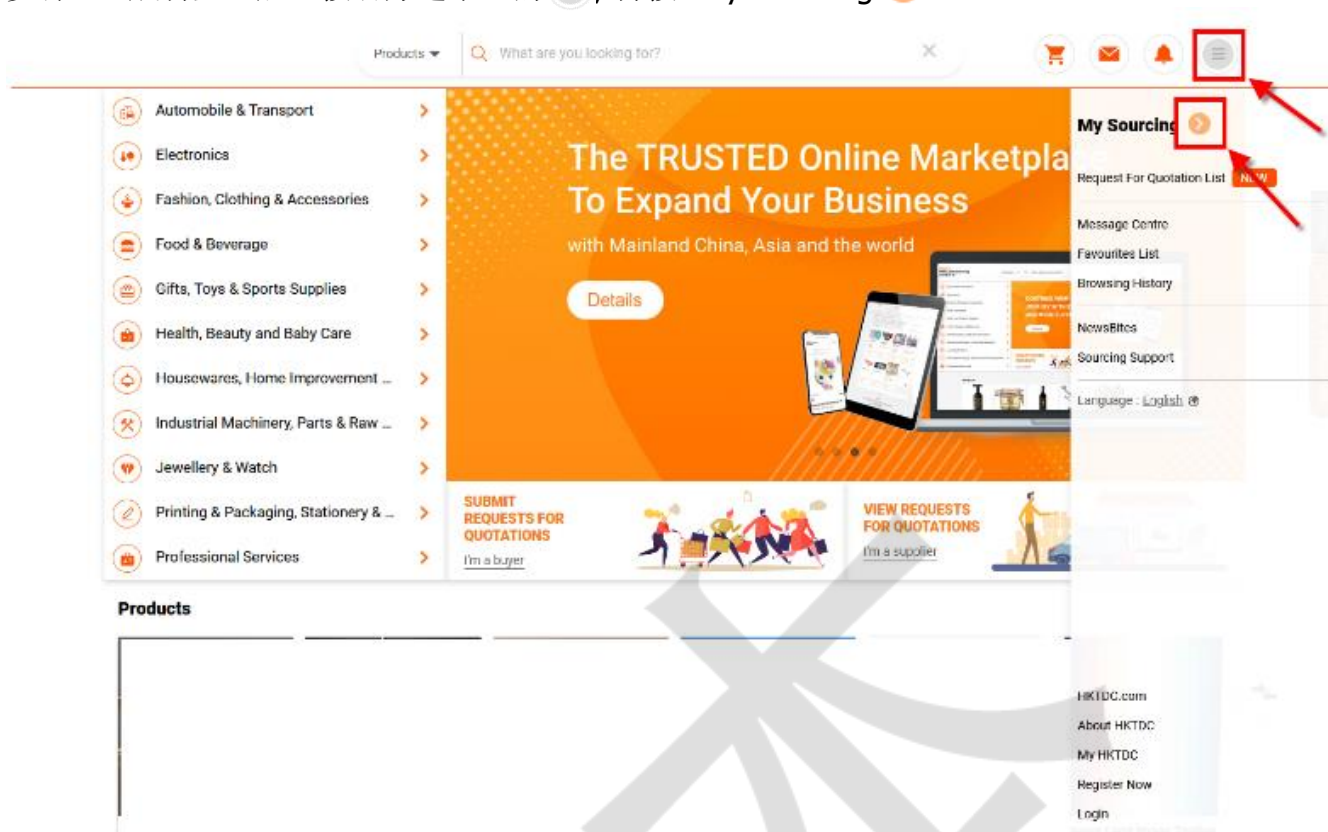 My Sourcing
Products
What are you looking for?
Automobile & Transport
Electronics
Fashion, Clothing & Accessories
Food & Beverage
Gifts, Toys & Sports Supplies
Health, Beauty and Baby Care
Housewares, Home Improvement ...
Industrial Machinery, Parts & Raw ...
Jewellery & Watch
Printing & Packaging, Stationery & ...
Professional Services
The TRUSTED Online Marketpla
To Expand Your Business
with Mainland China, Asia and the world
Details
SUBMIT
REQUESTS FOR
QUOTATIONS
I'm a buyer
VIEW REQUESTS
FOR QUOTATIONS
I'm a supplier
My Sourcing
Request For Quotation List NEW
Message Centre
Favourites List
Browsing History
NewsBites
Sourcing Support
Language : English
Products
HKTDC.com
About HKTDC
My HKTDC
Register Now
Login